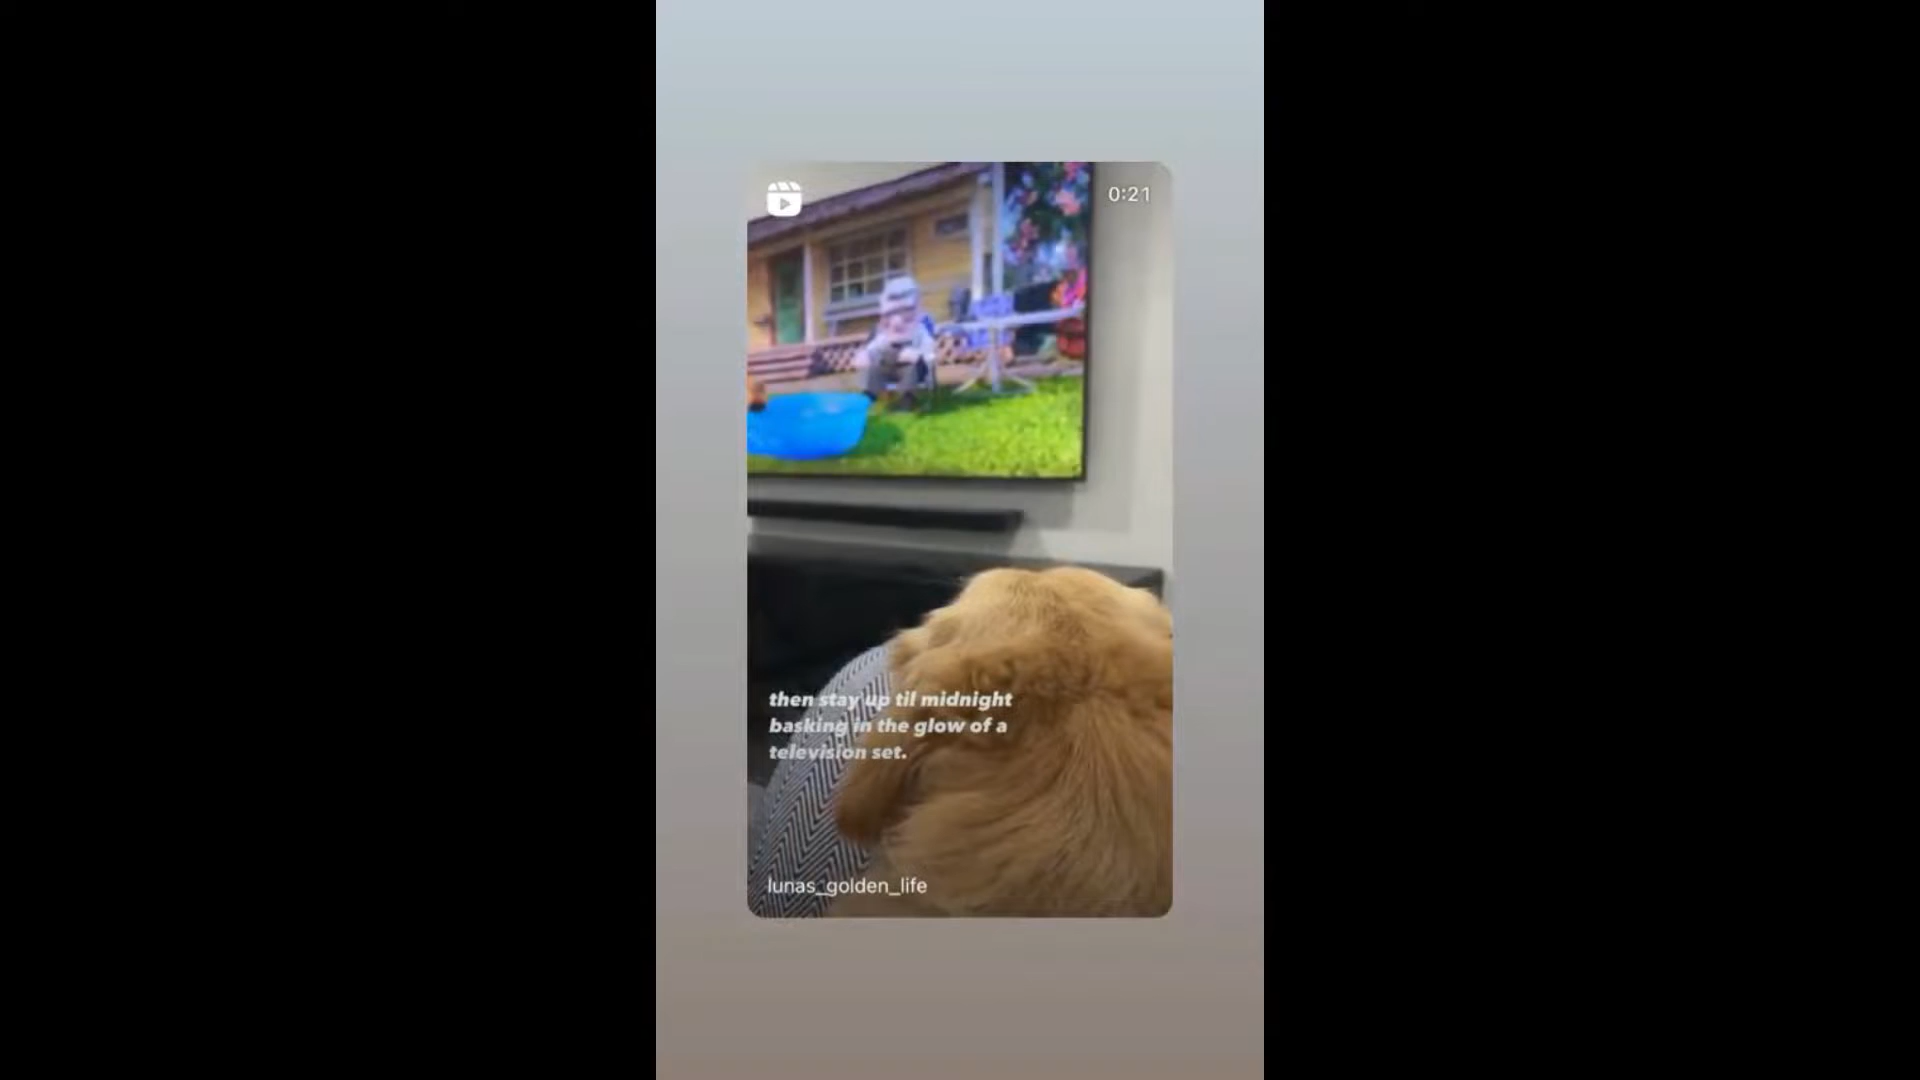 0:21
then stay up til midnight
basking in the glow of a
television set.
lunas_golden_life